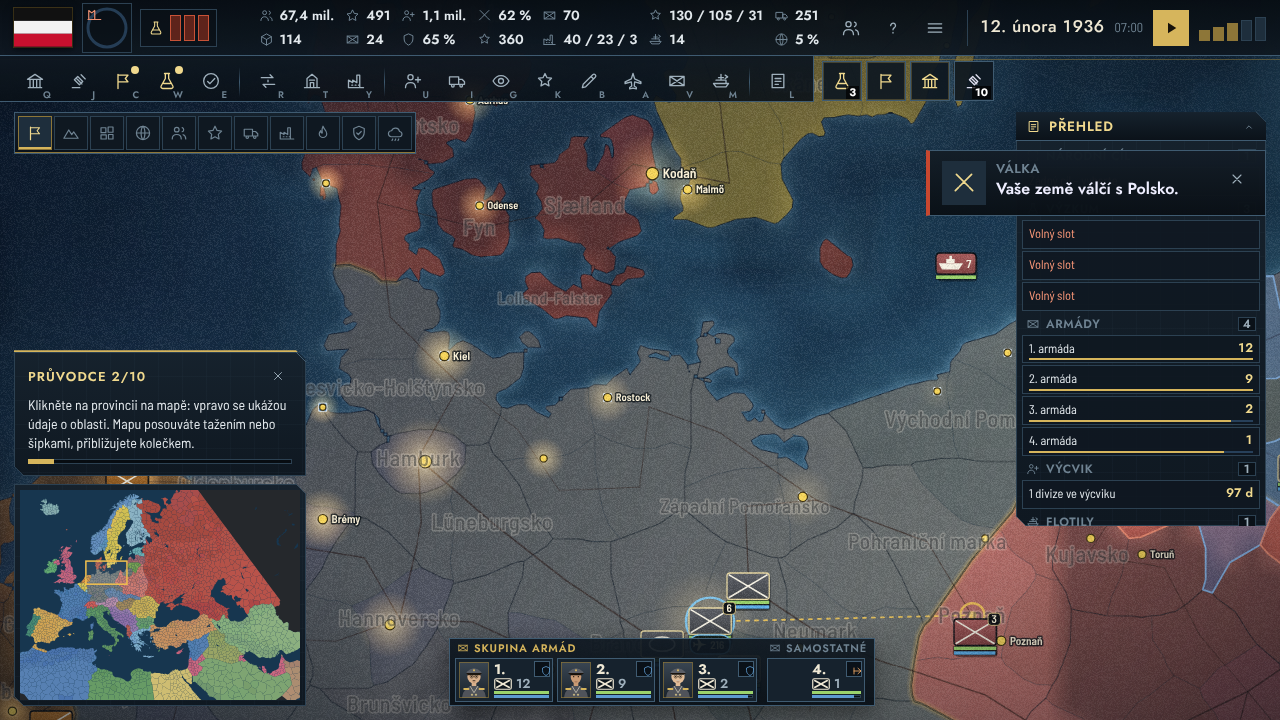 67,4 mil. 491 1,1 mil. 62 % 70 130 / 105 / 31 251
114 24 65 % 360 40 / 23 / 3 14 5 %
? 12. února 1936 07:00
Q J C W E R T Y U I G K B A V M L 3 10
PŘEHLED
VÁLKA
Vaše země válčí s Polskem.
Kodaň
Malmö
Odense
Sjælland
Fyn
Lolland-Falster
7
Volný slot
Volný slot
Volný slot
ARMÁDY 4
1. armáda 12
2. armáda 9
3. armáda 2
4. armáda 1
VÝCVIK 1
1 divize ve výcviku 97 d
FLOTILY 1
PRŮVODCE 2/10
Klikněte na provincii na mapě: vpravo se ukážou
údaje o oblasti. Mapu posouváte tažením nebo
šipkami, přibližujete kolečkem.
Kiel
Rostock
Hamburk
Východní Pom
Západní Pomořansko
Lüneburgsko
Brémy
Pohraniční marka
Kujavsko
Toruň
Hannoversko
Neumark
6
3
Poznaň
Brunšvicko
SKUPINA ARMÁD SAMOSTATNÉ
1. 12
2. 9
3. 2
4. 1